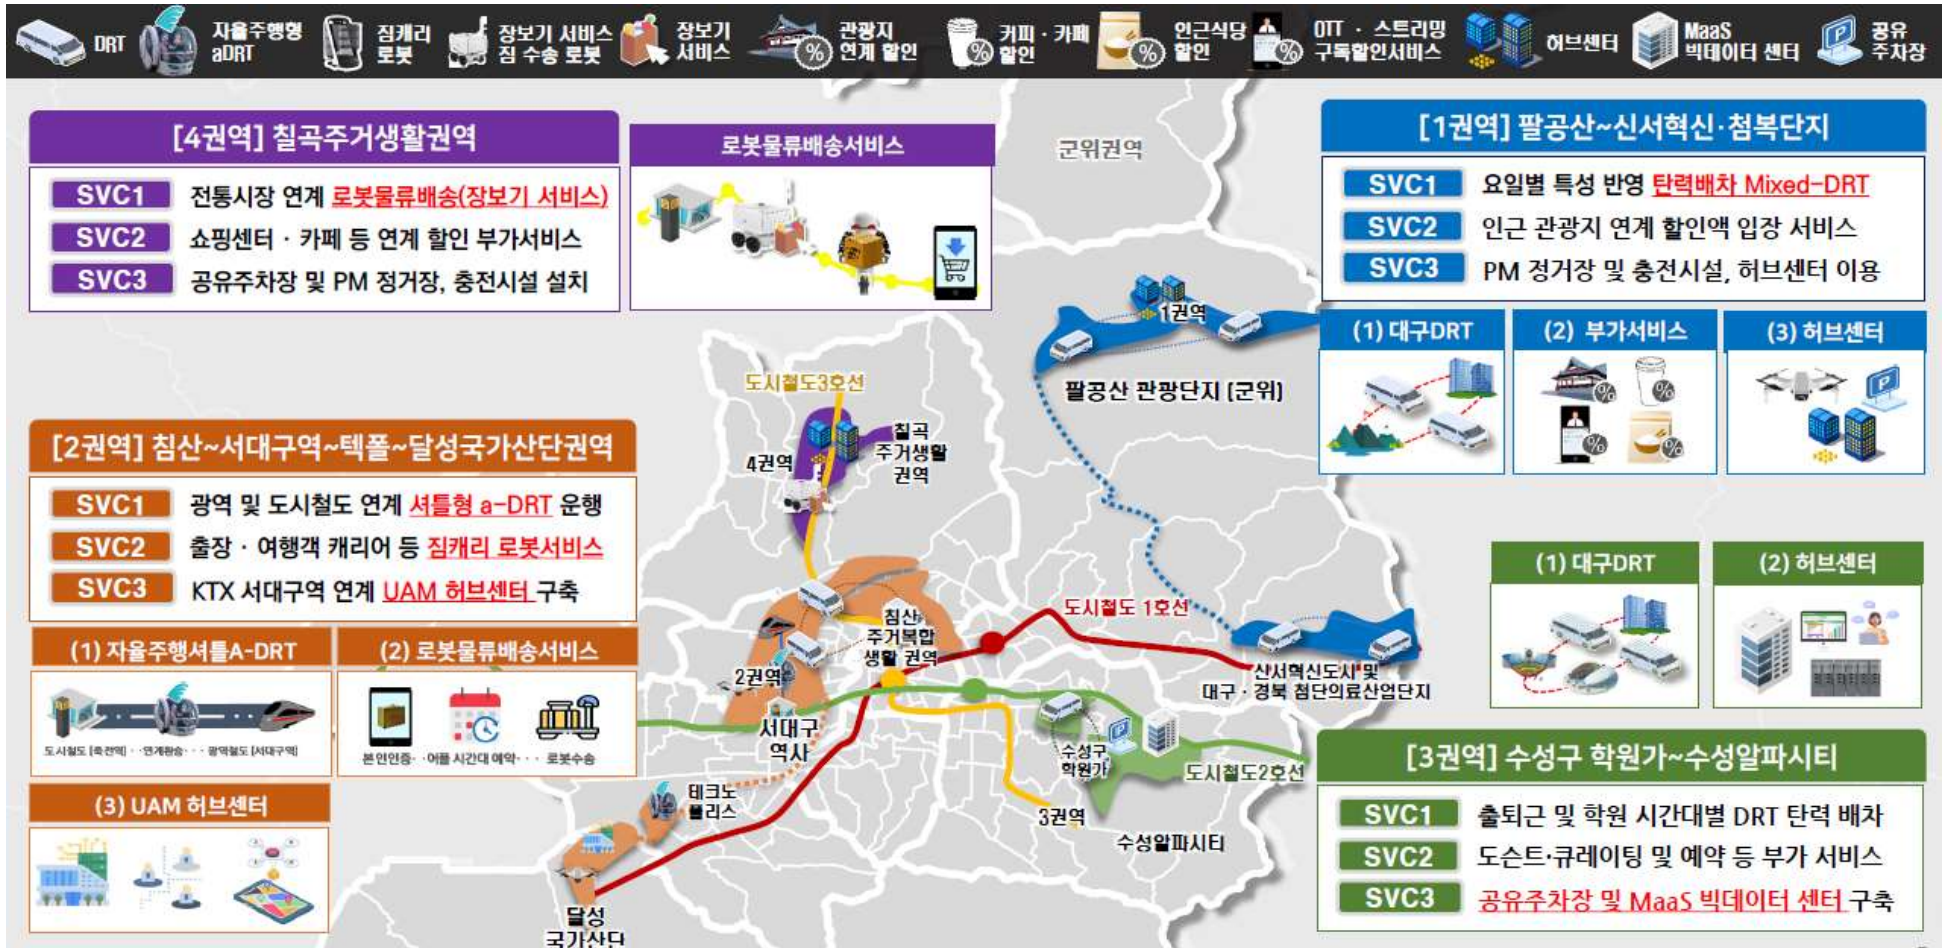 DRT
자율주행형
aDRT
짐캐리
로봇
장보기 서비스
짐 수송 로봇
장보기
서비스
관광지
연계 할인
커피 · 카페
할인
인근식당
할인
OTT · 스트리밍
구독할인서비스
허브센터
MaaS
빅데이터 센터
공유
주차장
[4권역] 칠곡주거생활권역
SVC1 전통시장 연계 로봇물류배송(장보기 서비스)
SVC2 쇼핑센터 · 카페 등 연계 할인 부가서비스
SVC3 공유주차장 및 PM 정거장, 충전시설 설치
로봇물류배송서비스
군위권역
[1권역] 팔공산~신서혁신·첨복단지
SVC1 요일별 특성 반영 탄력배차 Mixed-DRT
SVC2 인근 관광지 연계 할인액 입장 서비스
SVC3 PM 정거장 및 충전시설, 허브센터 이용
(1) 대구DRT
(2) 부가서비스
(3) 허브센터
1권역
팔공산 관광단지 (군위)
도시철도3호선
칠곡
주거생활
권역
4권역
[2권역] 침산~서대구역~텍폴~달성국가산단권역
SVC1 광역 및 도시철도 연계 셔틀형 a-DRT 운행
SVC2 출장 · 여행객 캐리어 등 짐캐리 로봇서비스
SVC3 KTX 서대구역 연계 UAM 허브센터 구축
(1) 자율주행셔틀A-DRT
도시철도 [죽전역] · · 연계환승 · · · 광역철도 [서대구역]
(2) 로봇물류배송서비스
본인인증 · · 어플 시간대 예약 · · · 로봇수송
(3) UAM 허브센터
침산
주거복합
생활 권역
2권역
서대구
역사
도시철도 1호선
신서혁신도시 및
대구 · 경북 첨단의료산업단지
수성구
학원가
도시철도2호선
3권역
수성알파시티
테크노
폴리스
달성
국가산단
(1) 대구DRT
(2) 허브센터
[3권역] 수성구 학원가~수성알파시티
SVC1 출퇴근 및 학원 시간대별 DRT 탄력 배차
SVC2 도슨트·큐레이팅 및 예약 등 부가 서비스
SVC3 공유주차장 및 MaaS 빅데이터 센터 구축